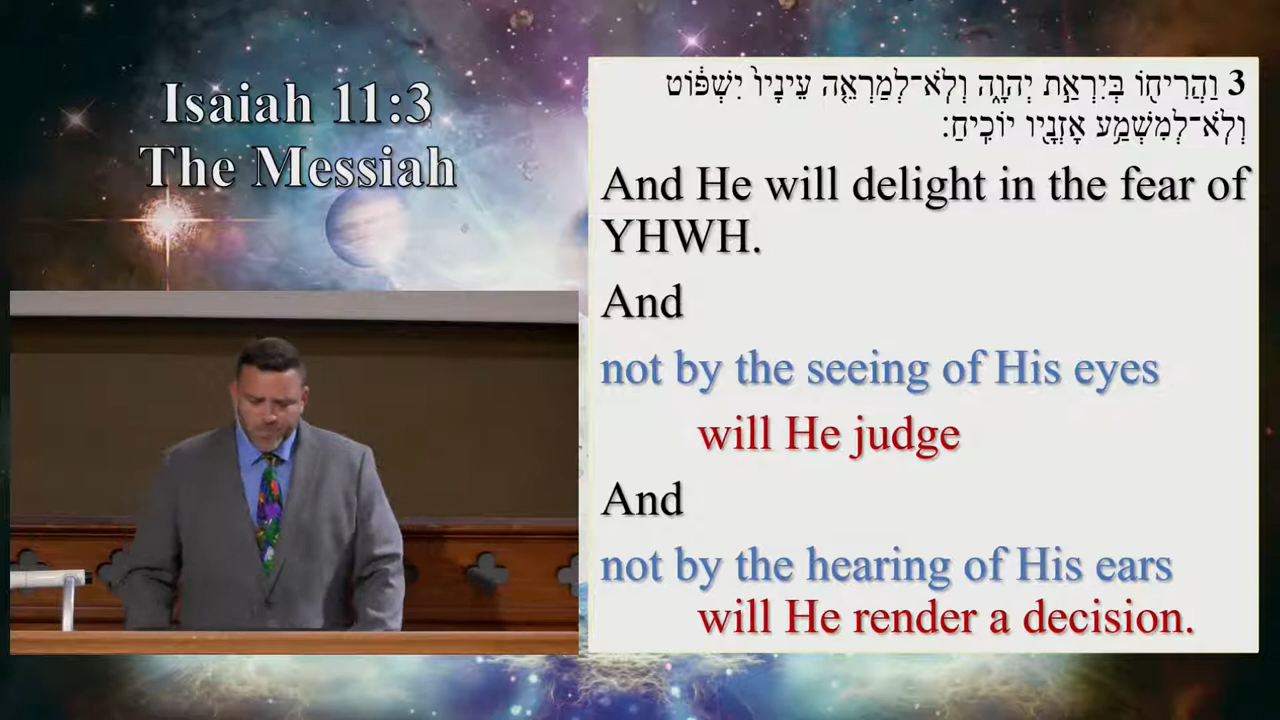 Isaiah 11:3
The Messiah
3 וַהֲרִיח֖וֹ בְּיִרְאַ֣ת יְהוָ֑ה וְלֹֽא־לְמַרְאֵ֤ה עֵינָיו֙ יִשְׁפּ֔וֹט
וְלֹֽא־לְמִשְׁמַ֥ע אָזְנָ֖יו יוֹכִֽיחַ׃
And He will delight in the fear of
YHWH.
And
not by the seeing of His eyes
will He judge
And
not by the hearing of His ears
will He render a decision.